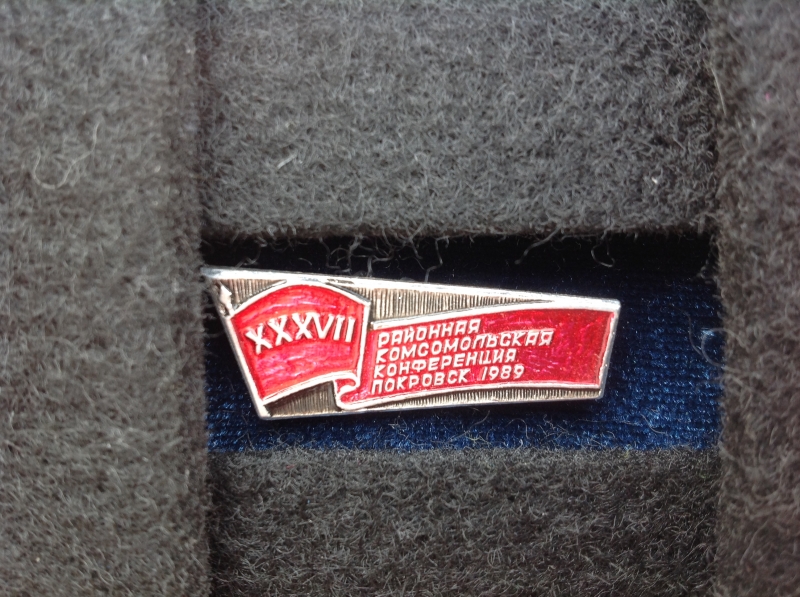 XXXVII
РАЙОННАЯ
КОМСОМОЛЬСКАЯ
КОНФЕРЕНЦИЯ
ПОКРОВСК 1989